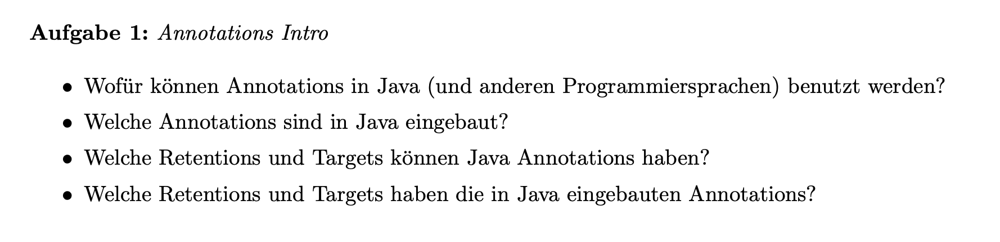 Aufgabe 1: Annotations Intro
• Wofür können Annotations in Java (und anderen Programmiersprachen) benutzt werden?
• Welche Annotations sind in Java eingebaut?
• Welche Retentions und Targets können Java Annotations haben?
• Welche Retentions und Targets haben die in Java eingebauten Annotations?